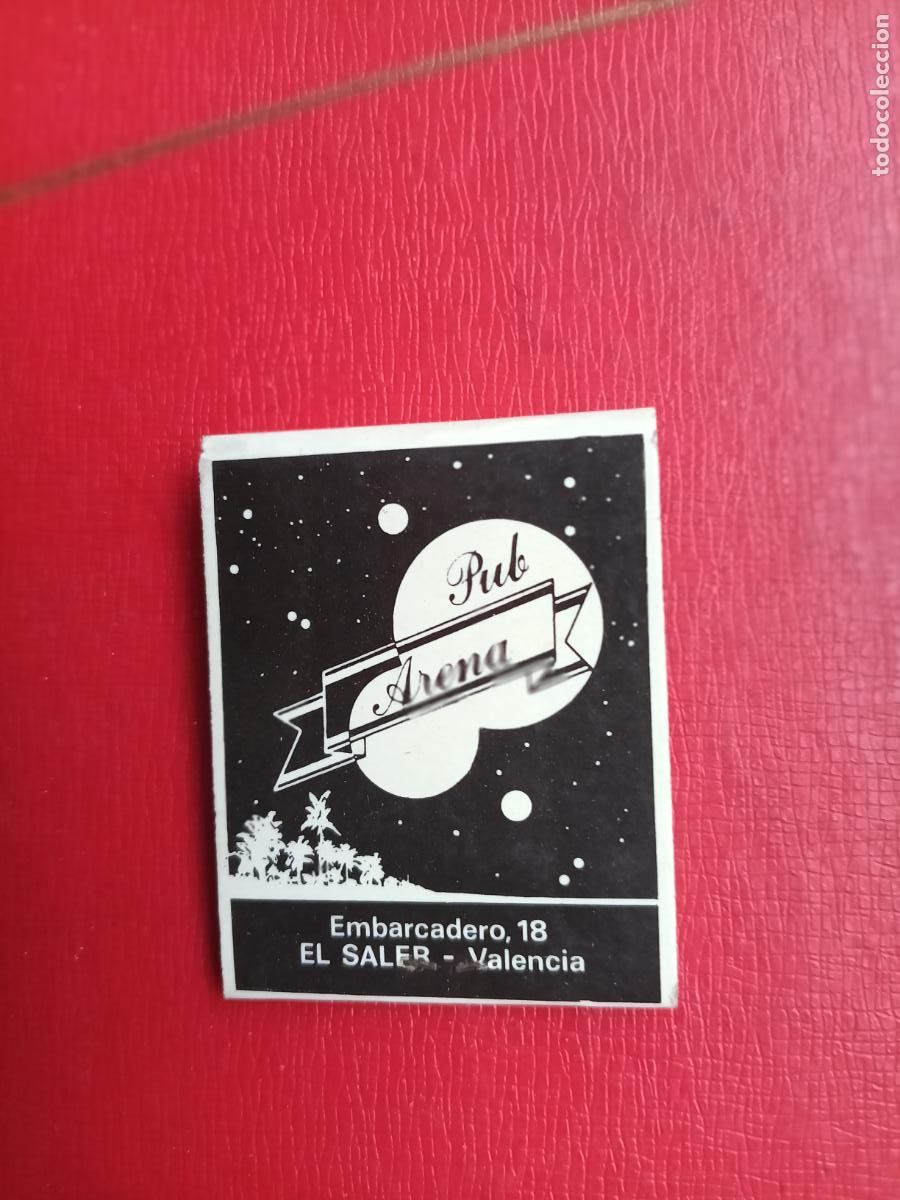 todocoleccion
Pub
Arena
Embarcadero, 18
EL SALER - Valencia